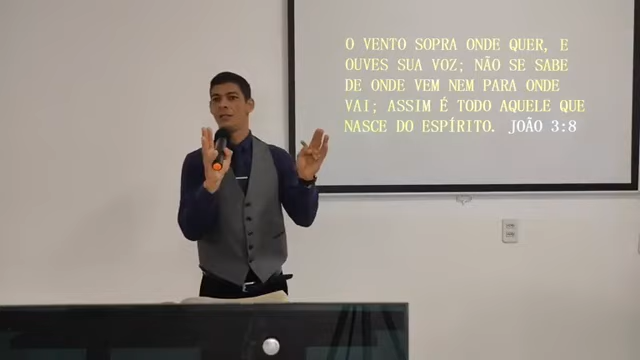 O VENTO SOPRA ONDE QUER, E
OUVES SUA VOZ; NÃO SE SABE
DE ONDE VEM NEM PARA ONDE
VAI; ASSIM É TODO AQUELE QUE
NASCE DO ESPÍRITO. JOÃO 3:8